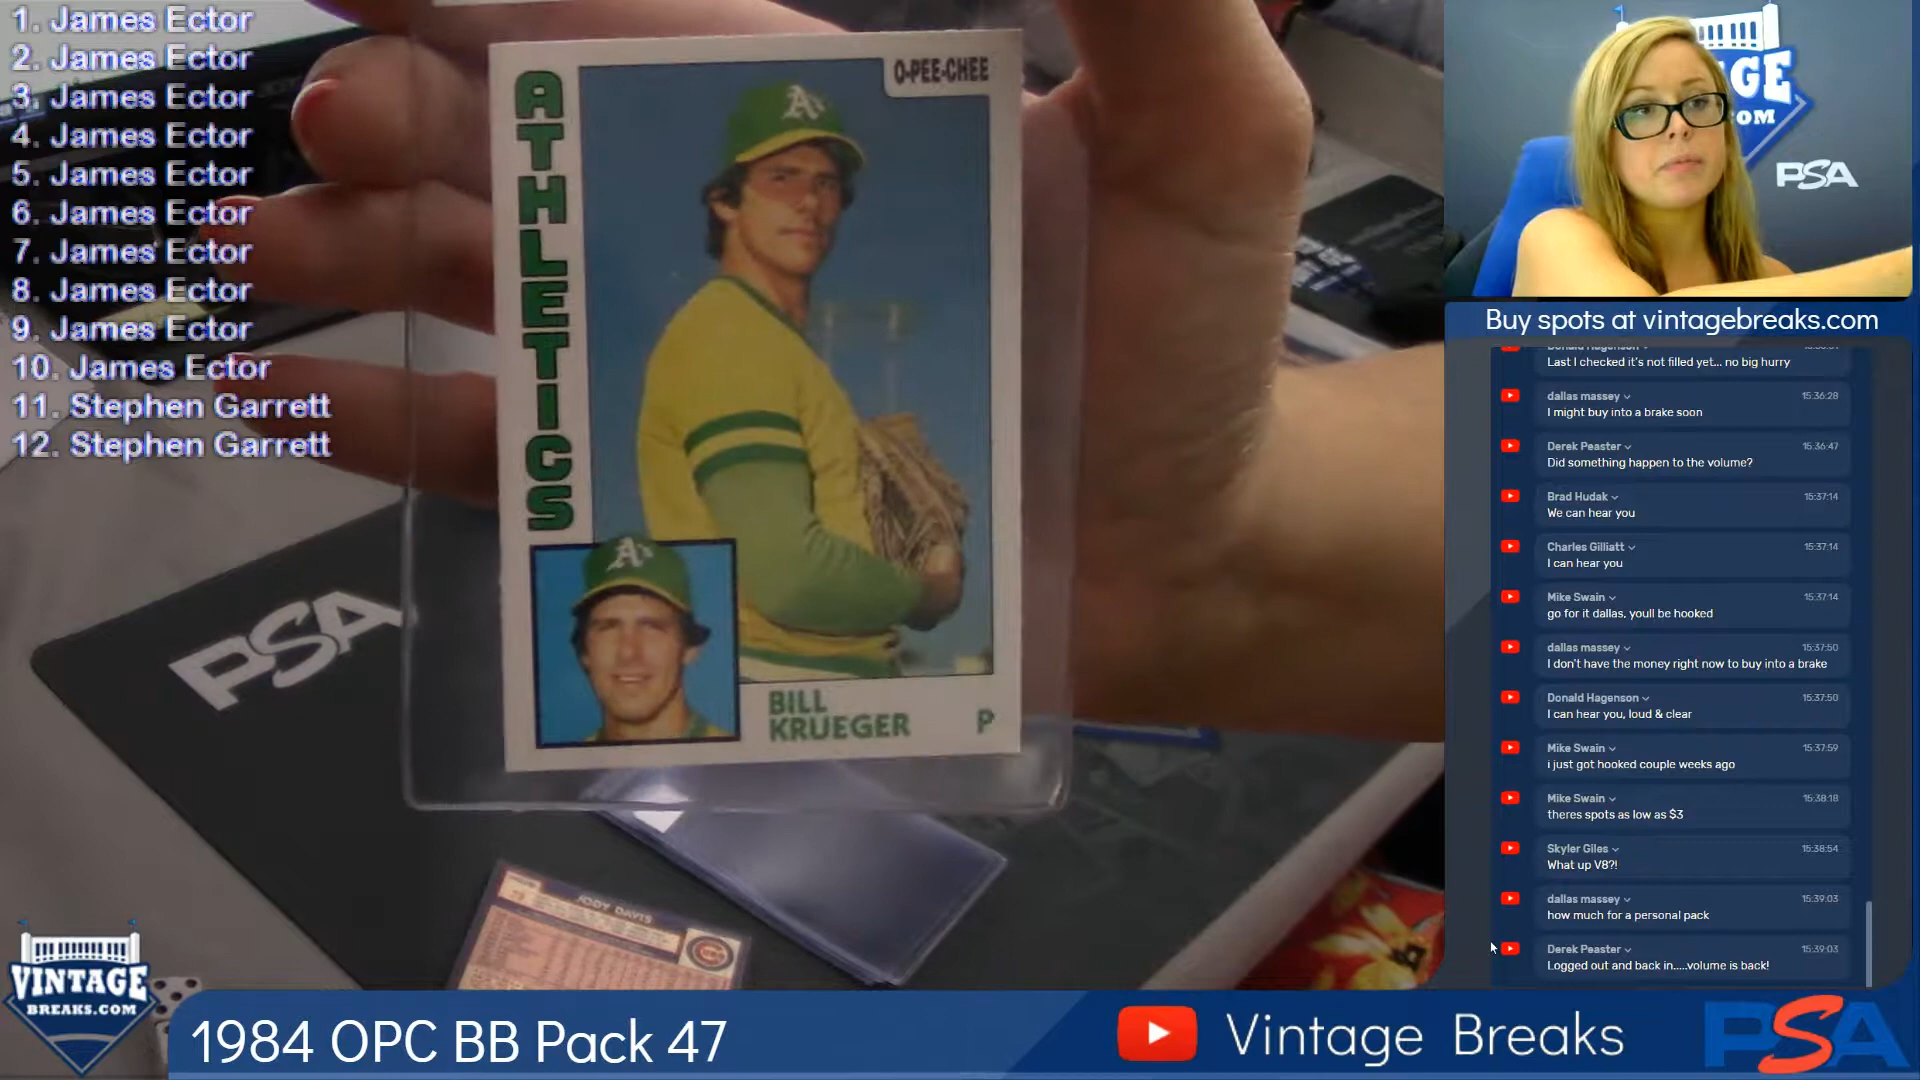 1. James Ector
2. James Ector
3. James Ector
4. James Ector
5. James Ector
6. James Ector
7. James Ector
8. James Ector
9. James Ector
10. James Ector
11. Stephen Garrett
12. Stephen Garrett
O-PEE-CHEE
ATHLETICS
A's
A's
BILL
KRUEGER
P
PSA
JODY DAVIS
GE
OM
PSA
Buy spots at vintagebreaks.com
Donald Hagenson
Last I checked it's not filled yet... no big hurry
dallas massey 15:36:28
I might buy into a brake soon
Derek Peaster 15:36:47
Did something happen to the volume?
Brad Hudak 15:37:14
We can hear you
Charles Gilliatt 15:37:14
I can hear you
Mike Swain 15:37:14
go for it dallas, youll be hooked
dallas massey 15:37:50
I don't have the money right now to buy into a brake
Donald Hagenson 15:37:50
I can hear you, loud & clear
Mike Swain 15:37:59
i just got hooked couple weeks ago
Mike Swain 15:38:18
theres spots as low as $3
Skyler Giles 15:38:54
What up V8?!
dallas massey 15:39:03
how much for a personal pack
Derek Peaster 15:39:03
Logged out and back in.....volume is back!
VINTAGE
BREAKS.COM
1984 OPC BB Pack 47
Vintage Breaks
PSA